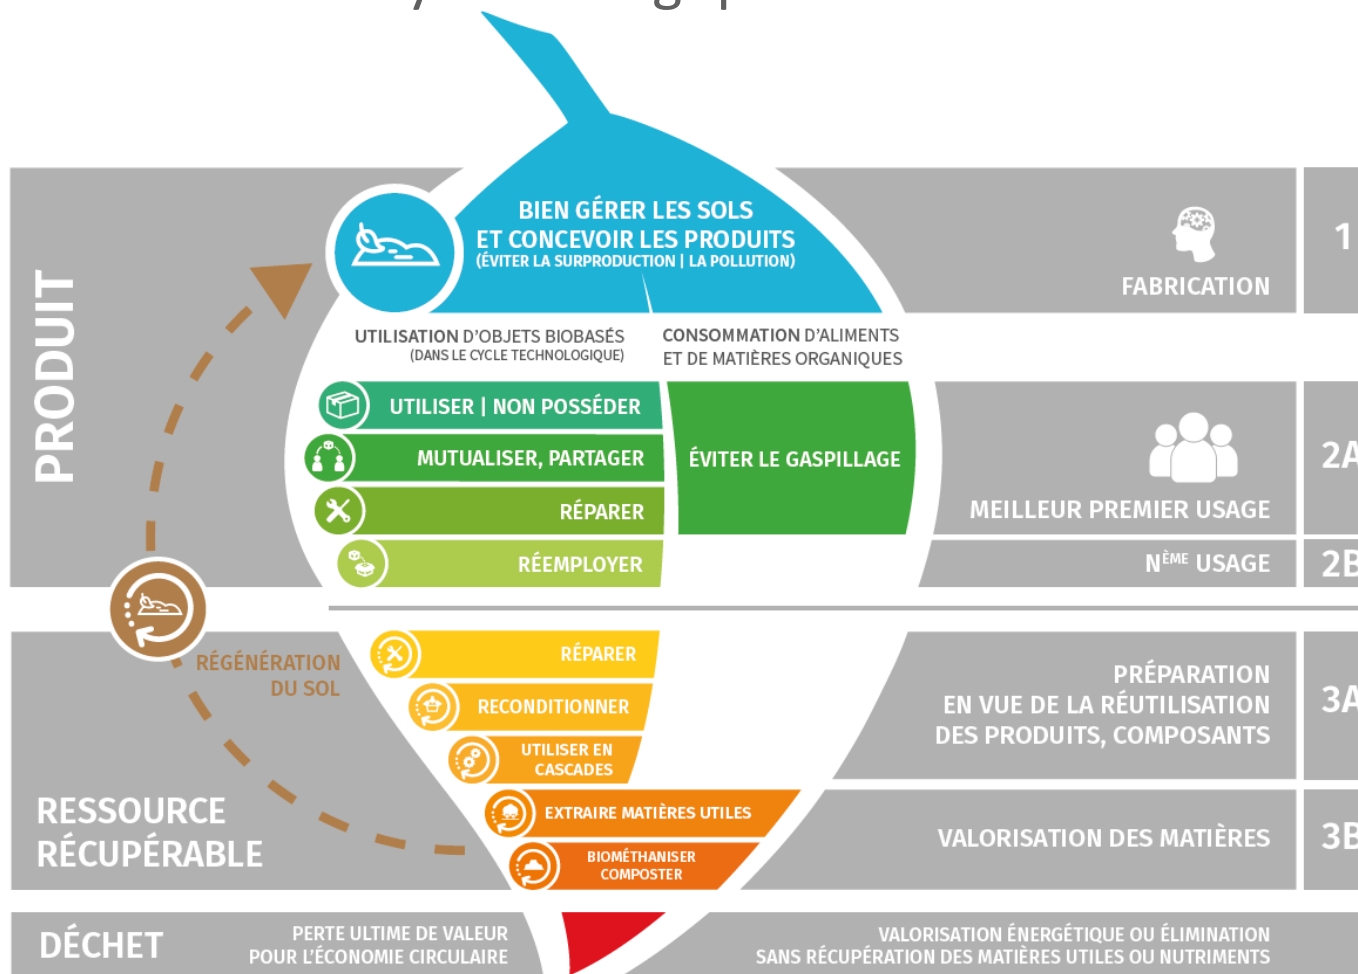 PRODUIT
BIEN GÉRER LES SOLS
ET CONCEVOIR LES PRODUITS
(ÉVITER LA SURPRODUCTION | LA POLLUTION)
FABRICATION
1
UTILISATION D'OBJETS BIOBASÉS
(DANS LE CYCLE TECHNOLOGIQUE)
CONSOMMATION D'ALIMENTS
ET DE MATIÈRES ORGANIQUES
UTILISER | NON POSSÉDER
MUTUALISER, PARTAGER
RÉPARER
RÉEMPLOYER
ÉVITER LE GASPILLAGE
MEILLEUR PREMIER USAGE
2A
NÈME USAGE
2B
RÉGÉNÉRATION
DU SOL
RESSOURCE
RÉCUPÉRABLE
RÉPARER
RECONDITIONNER
UTILISER EN
CASCADES
EXTRAIRE MATIÈRES UTILES
BIOMÉTHANISER
COMPOSTER
PRÉPARATION
EN VUE DE LA RÉUTILISATION
DES PRODUITS, COMPOSANTS
3A
VALORISATION DES MATIÈRES
3B
DÉCHET
PERTE ULTIME DE VALEUR
POUR L'ÉCONOMIE CIRCULAIRE
VALORISATION ÉNERGÉTIQUE OU ÉLIMINATION
SANS RÉCUPÉRATION DES MATIÈRES UTILES OU NUTRIMENTS